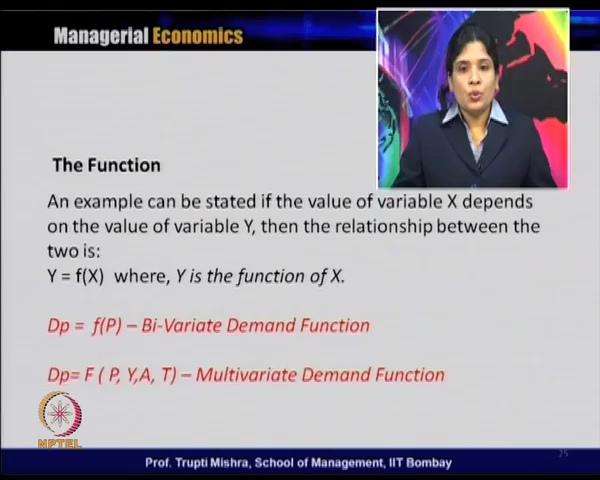 Managerial Economics
The Function
An example can be stated if the value of variable X depends
on the value of variable Y, then the relationship between the
two is:
Y = f(X) where, Y is the function of X.
Dp = f(P) – Bi-Variate Demand Function
Dp= F ( P, Y,A, T) – Multivariate Demand Function
NPTEL
Prof. Trupti Mishra, School of Management, IIT Bombay
25